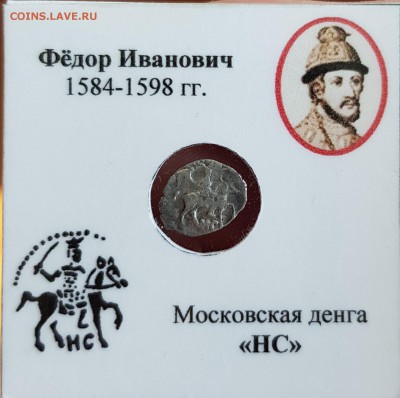 COINS.LAVE.RU
Фёдор Иванович
1584-1598 гг.
НС
Московская денга
«НС»